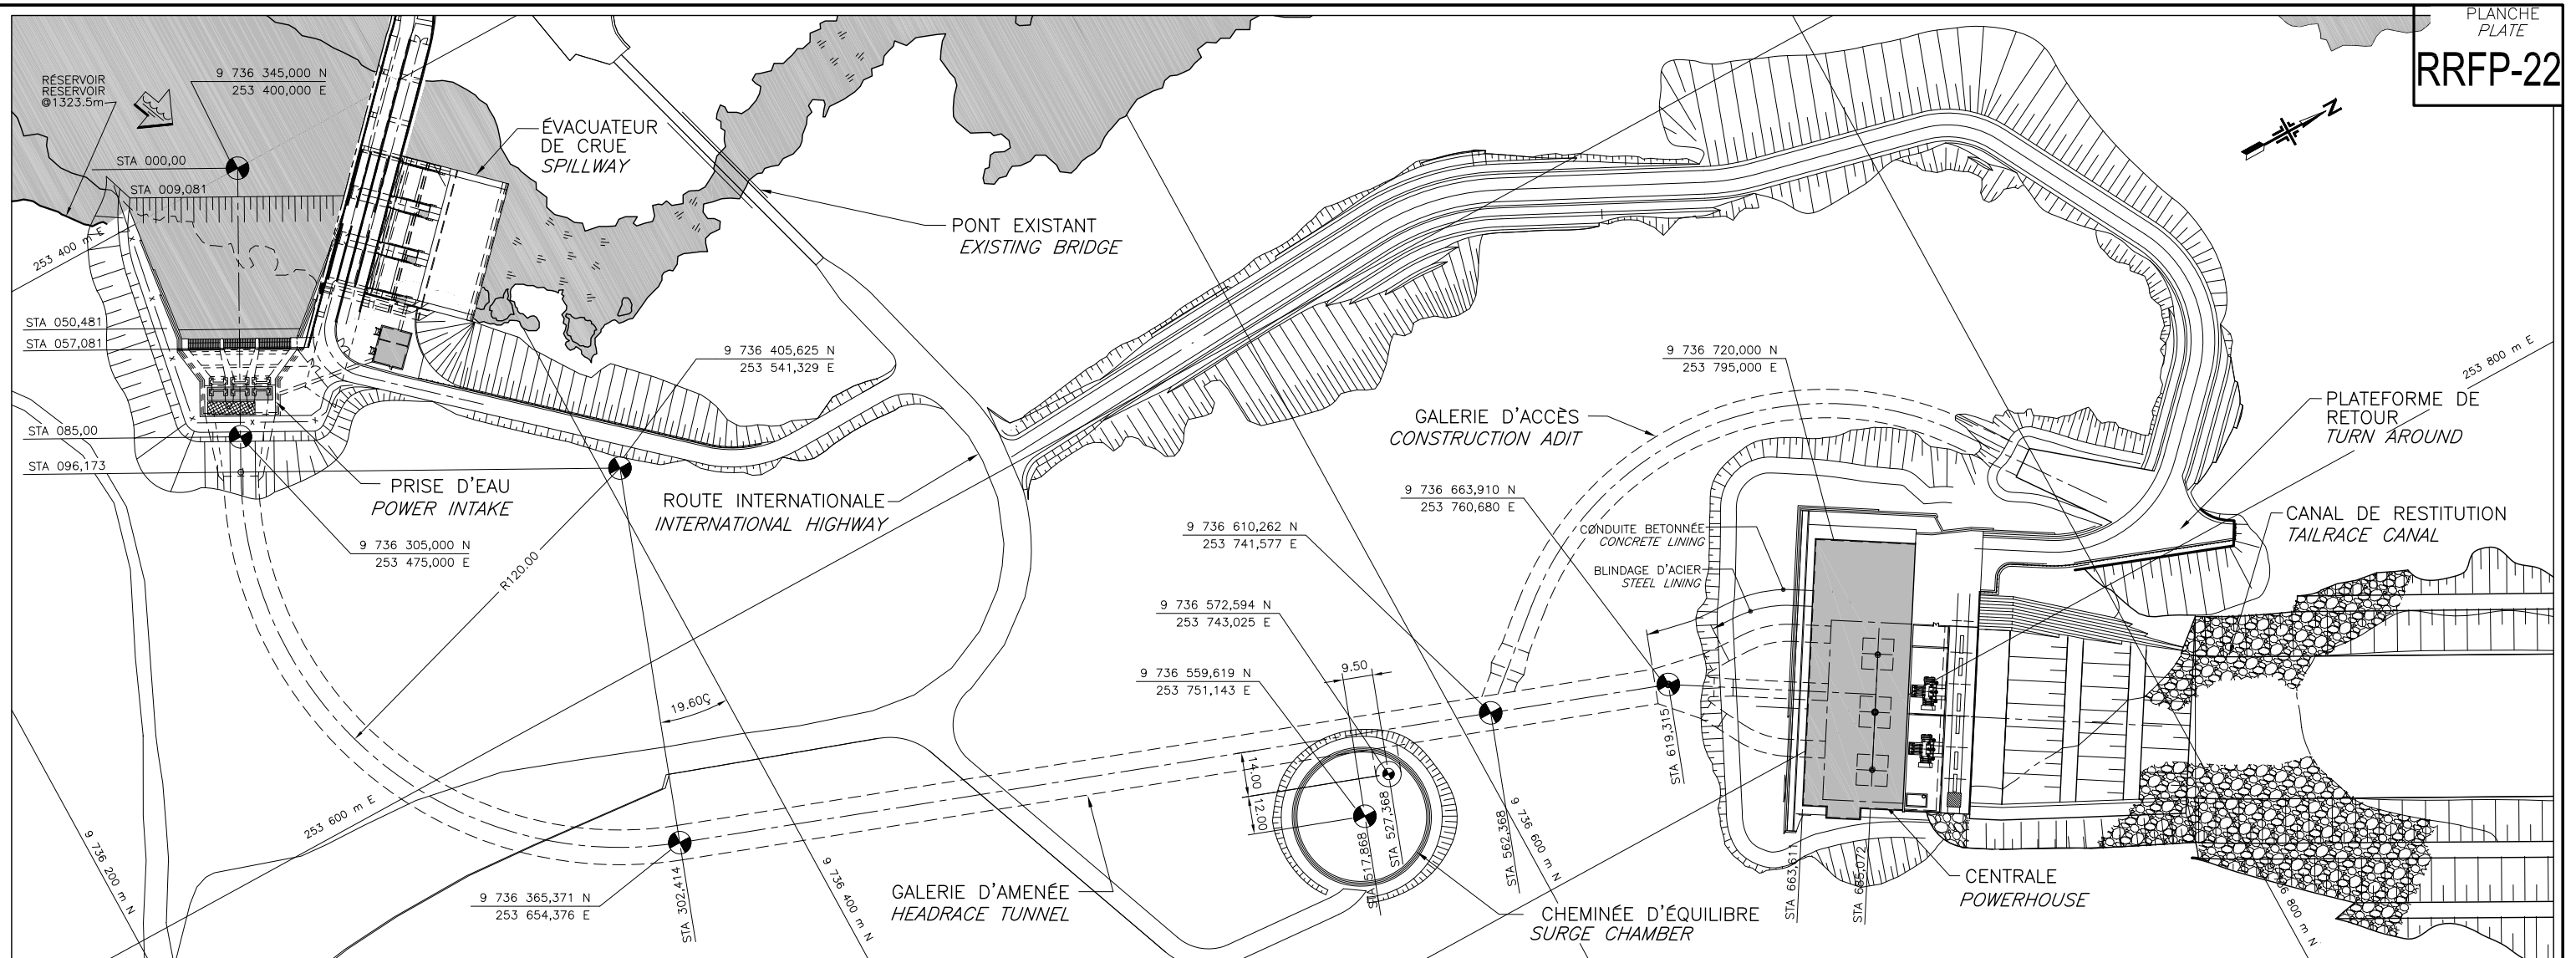 PLANCHE
PLATE
RRFP-22
RÉSERVOIR
RESERVOIR
@1323.5m
9 736 345,000 N
253 400,000 E
STA 000,00
STA 009,081
253 400 m E
STA 050,481
STA 057,081
STA 085,00
STA 096,173
ÉVACUATEUR
DE CRUE
SPILLWAY
PONT EXISTANT
EXISTING BRIDGE
9 736 405,625 N
253 541,329 E
PRISE D'EAU
POWER INTAKE
9 736 305,000 N
253 475,000 E
R120.00
ROUTE INTERNATIONALE
INTERNATIONAL HIGHWAY
19.60Ç
253 600 m E
9 736 200 m N
9 736 365,371 N
253 654,376 E
STA 302,414
9 736 400 m N
GALERIE D'AMENÉE
HEADRACE TUNNEL
9 736 720,000 N
253 795,000 E
GALERIE D'ACCÈS
CONSTRUCTION ADIT
9 736 663,910 N
253 760,680 E
9 736 610,262 N
253 741,577 E
9 736 572,594 N
253 743,025 E
9 736 559,619 N
253 751,143 E
CONDUITE BETONNÉE
CONCRETE LINING
BLINDAGE D'ACIER
STEEL LINING
9.50
14.00
12.00
STA 517,868
STA 527,368
STA 562,368
9 736 600 m N
STA 619,315
STA 663,611
CHEMINÉE D'ÉQUILIBRE
SURGE CHAMBER
CENTRALE
POWERHOUSE
N
253 800 m E
PLATEFORME DE
RETOUR
TURN AROUND
CANAL DE RESTITUTION
TAILRACE CANAL
800 m N